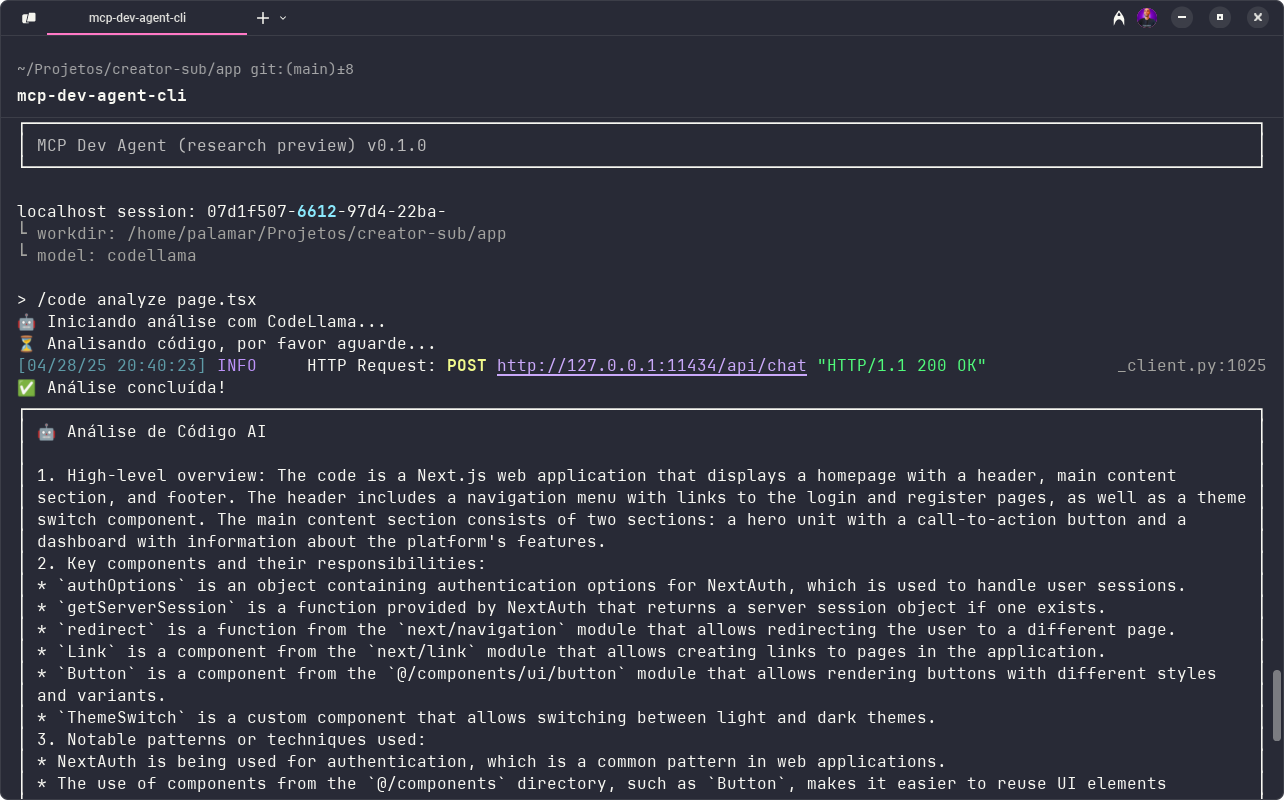 mcp-dev-agent-cli
~/Projetos/creator-sub/app git:(main)±8
mcp-dev-agent-cli
MCP Dev Agent (research preview) v0.1.0
localhost session: 07d1f507-6612-97d4-22ba-
└ workdir: /home/palamar/Projetos/creator-sub/app
└ model: codellama
> /code analyze page.tsx
🤖 Iniciando análise com CodeLlama...
⏳ Analisando código, por favor aguarde...
[04/28/25 20:40:23] INFO HTTP Request: POST http://127.0.0.1:11434/api/chat "HTTP/1.1 200 OK" _client.py:1025
✅ Análise concluída!
🤖 Análise de Código AI
1. High-level overview: The code is a Next.js web application that displays a homepage with a header, main content
section, and footer. The header includes a navigation menu with links to the login and register pages, as well as a theme
switch component. The main content section consists of two sections: a hero unit with a call-to-action button and a
dashboard with information about the platform's features.
2. Key components and their responsibilities:
* `authOptions` is an object containing authentication options for NextAuth, which is used to handle user sessions.
* `getServerSession` is a function provided by NextAuth that returns a server session object if one exists.
* `redirect` is a function from the `next/navigation` module that allows redirecting the user to a different page.
* `Link` is a component from the `next/link` module that allows creating links to pages in the application.
* `Button` is a component from the `@/components/ui/button` module that allows rendering buttons with different styles
and variants.
* `ThemeSwitch` is a custom component that allows switching between light and dark themes.
3. Notable patterns or techniques used:
* NextAuth is being used for authentication, which is a common pattern in web applications.
* The use of components from the `@/components` directory, such as `Button`, makes it easier to reuse UI elements